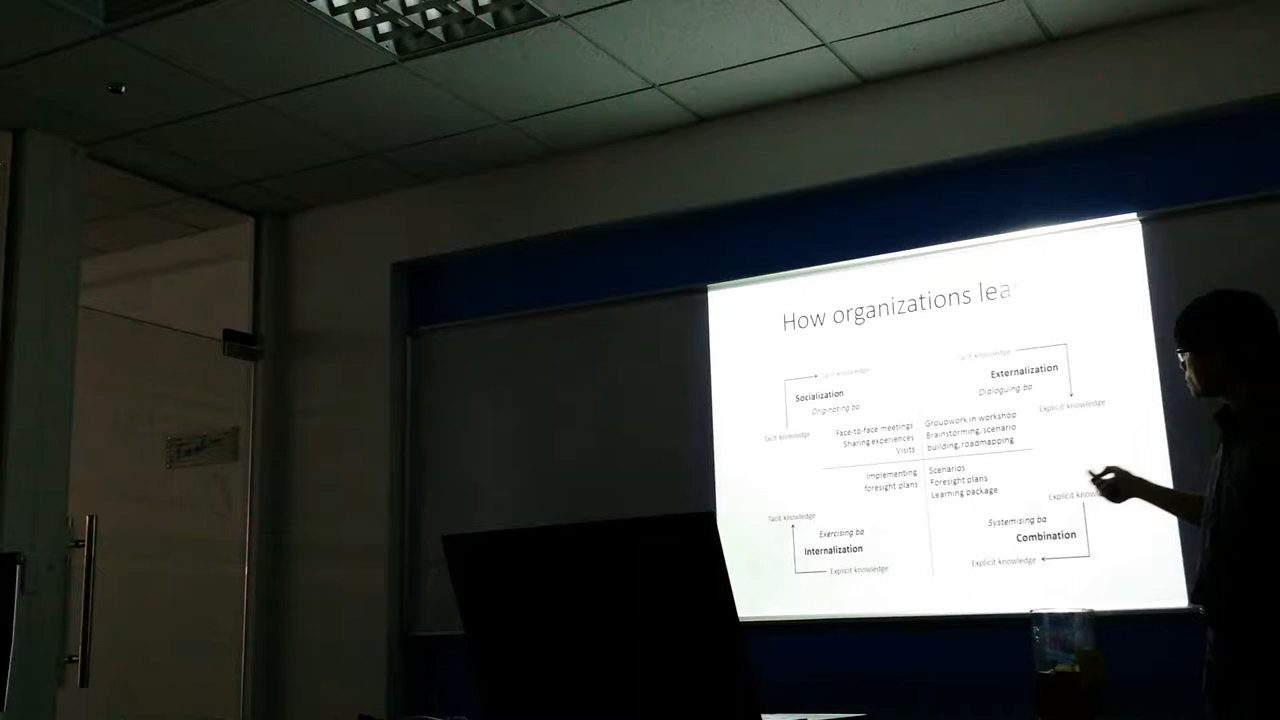 How organizations lea
Tacit knowledge
Socialization
Originating ba
Tacit knowledge
Face-to-face meetings
Sharing experiences
Visits
Tacit knowledge
Externalization
Dialoguing ba
Explicit knowledge
Groupwork in workshop
Brainstorming, scenario
building, roadmapping
Implementing
foresight plans
Tacit knowledge
Exercising ba
Internalization
Explicit knowledge
Scenarios
Foresight plans
Learning package
Explicit know
Systemising ba
Combination
Explicit knowledge